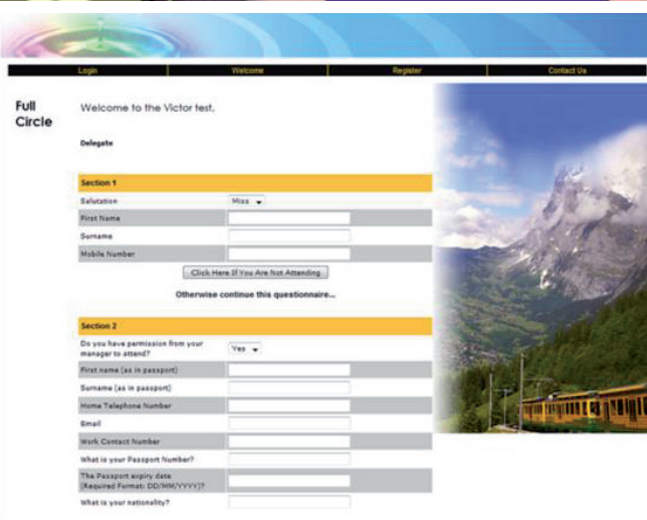 Login Welcome Register Contact Us
Full
Circle
Welcome to the Victor test.
Delegate
Section 1
Salutation Miss
First Name
Surname
Mobile Number
Click Here If You Are Not Attending
Otherwise continue this questionnaire...
Section 2
Do you have permission from your
manager to attend? Yes
First name (as in passport)
Surname (as in passport)
Home Telephone Number
Email
Work Contact Number
What is your Passport Number?
The Passport expiry date
(Required Format: DD/MM/YYYY)?
What is your nationality?